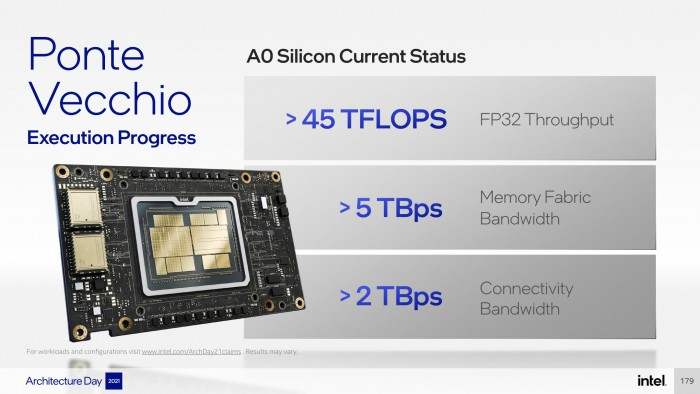 Ponte
Vecchio
Execution Progress
A0 Silicon Current Status
> 45 TFLOPS
FP32 Throughput
> 5 TBps
Memory Fabric
Bandwidth
> 2 TBps
Connectivity
Bandwidth
intel
For workloads and configurations visit www.intel.com/ArchDay21claims . Results may vary.
Architecture Day 2021
intel.
179